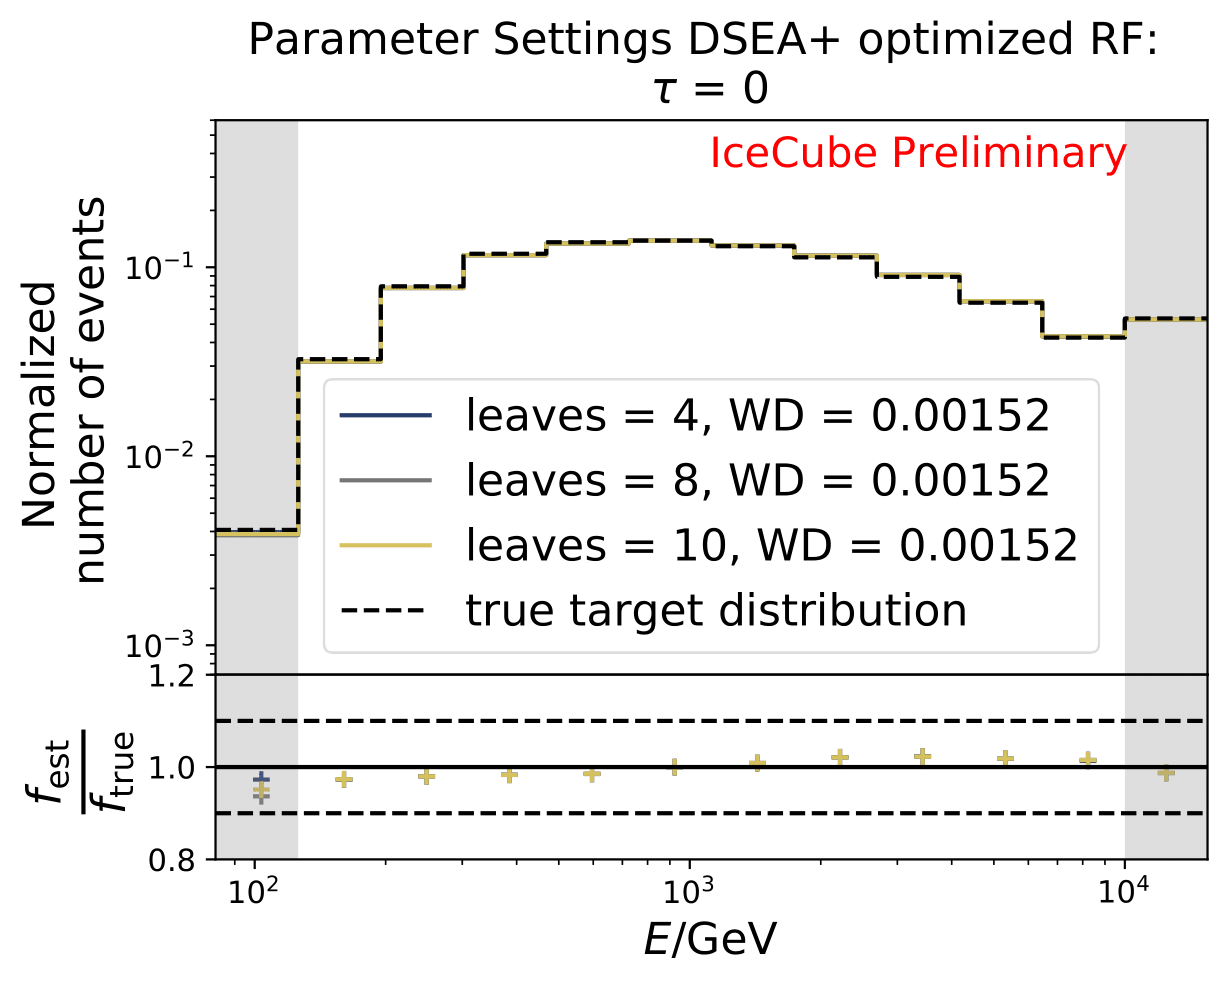 Parameter Settings DSEA+ optimized RF:
τ = 0
IceCube Preliminary
Normalized
number of events
10⁻¹
10⁻²
10⁻³
leaves = 4, WD = 0.00152
leaves = 8, WD = 0.00152
leaves = 10, WD = 0.00152
true target distribution
f_est
f_true
1.2
1.0
0.8
10²
10³
10⁴
E/GeV